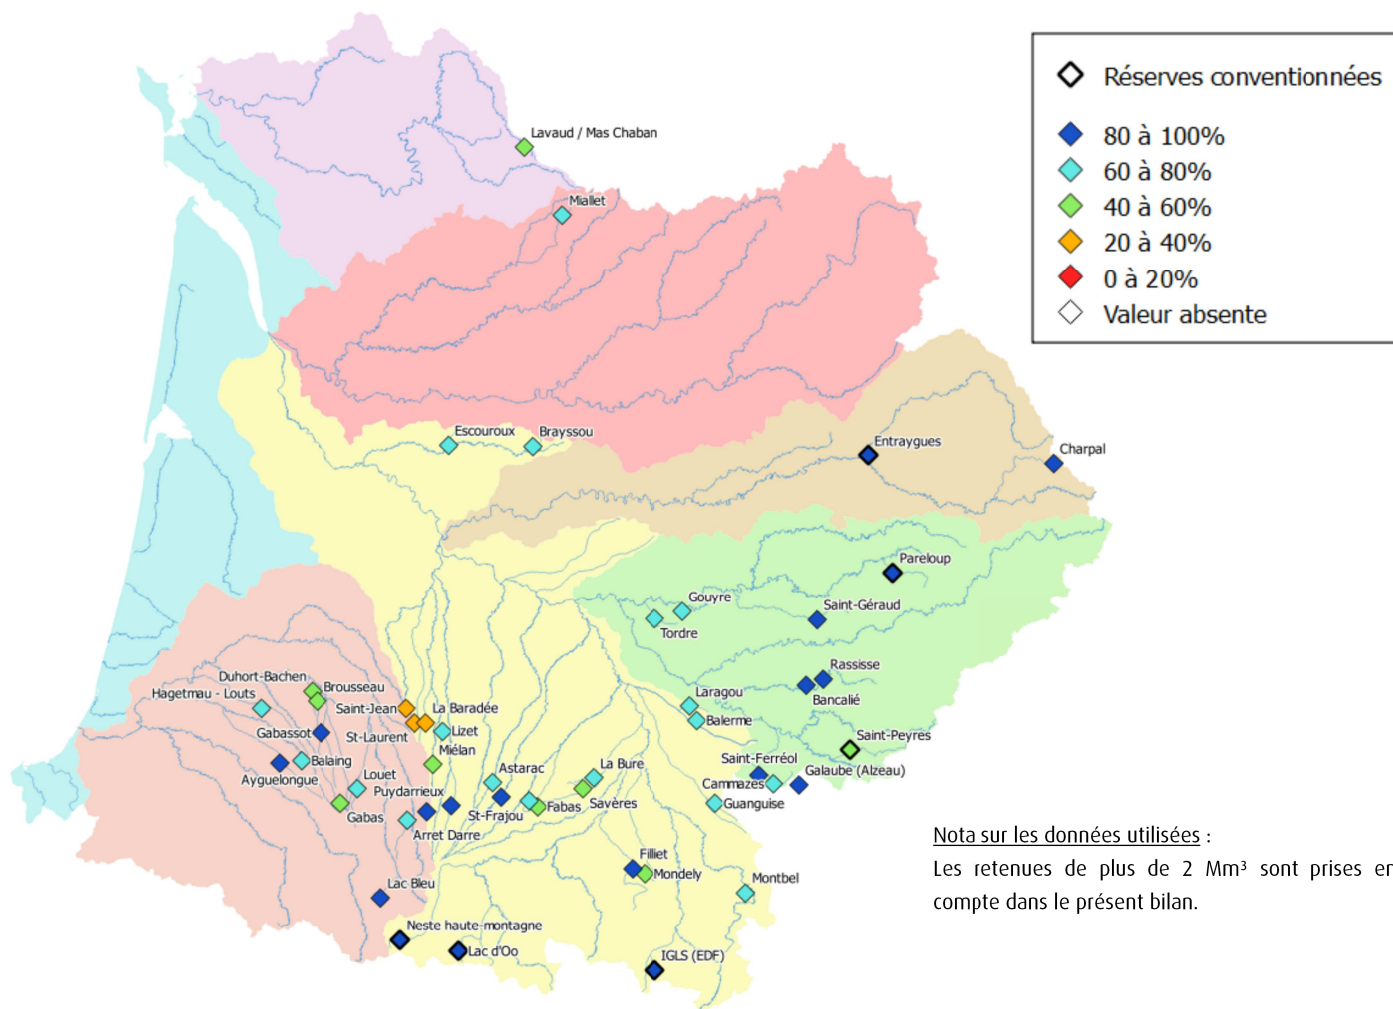 Réserves conventionnées
80 à 100%
60 à 80%
40 à 60%
20 à 40%
0 à 20%
Valeur absente
Lavaud / Mas Chaban
Miallet
Escouroux
Brayssou
Entraygues
Charpal
Pareloup
Gouyre
Saint-Géraud
Tordre
Rassisse
Duhort-Bachen
Brousseau
Hagetmau - Louts
Laragou
Bancalié
Saint-Jean
La Baradée
Balerme
Gabassot
St-Laurent
Lizet
Saint-Peyres
Miélan
Saint-Ferréol
Balaing
Galaube (Alzeau)
Ayguelongue
Astarac
La Bure
Louet
Cammazes
Puydarrieux
Savères
Guanguise
Gabas
St-Frajou
Fabas
Arret Darre
Nota sur les données utilisées :
Les retenues de plus de 2 Mm³ sont prises en
compte dans le présent bilan.
Filliet
Mondely
Montbel
Lac Bleu
Neste haute-montagne
Lac d'Oo
IGLS (EDF)